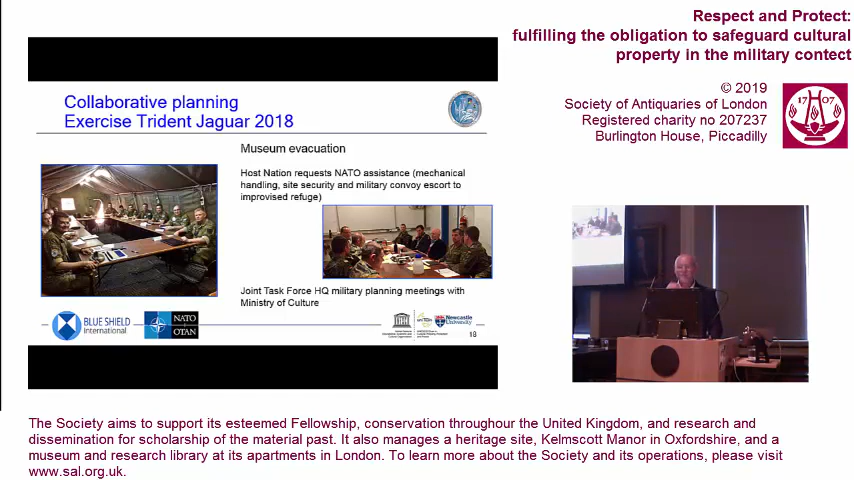 Respect and Protect:
fulfilling the obligation to safeguard cultural
property in the military contect
© 2019
Society of Antiquaries of London
Registered charity no 207237
Burlington House, Piccadilly
17 07
Collaborative planning
Exercise Trident Jaguar 2018
Museum evacuation
Host Nation requests NATO assistance (mechanical
handling, site security and military convoy escort to
improvised refuge)
Joint Task Force HQ military planning meetings with
Ministry of Culture
BLUE SHIELD
International
NATO
OTAN
Newcastle
University
18
The Society aims to support its esteemed Fellowship, conservation throughout the United Kingdom, and research and
dissemination for scholarship of the material past. It also manages a heritage site, Kelmscott Manor in Oxfordshire, and a
museum and research library at its apartments in London. To learn more about the Society and its operations, please visit
www.sal.org.uk.